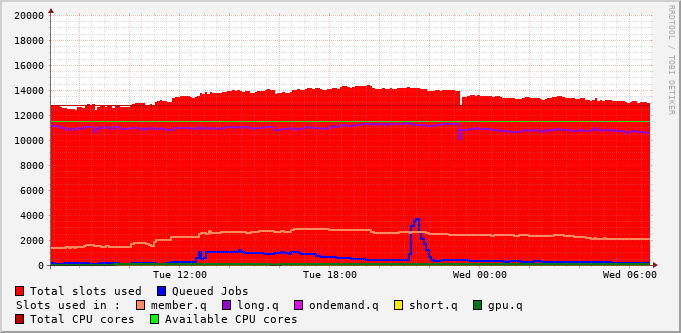 20000
18000
16000
14000
12000
10000
8000
6000
4000
2000
0
Tue 12:00 Tue 18:00 Wed 00:00 Wed 06:00
RRDTOOL / TOBI OETIKER
Total slots used Queued Jobs
Slots used in : member.q long.q ondemand.q short.q gpu.q
Total CPU cores Available CPU cores